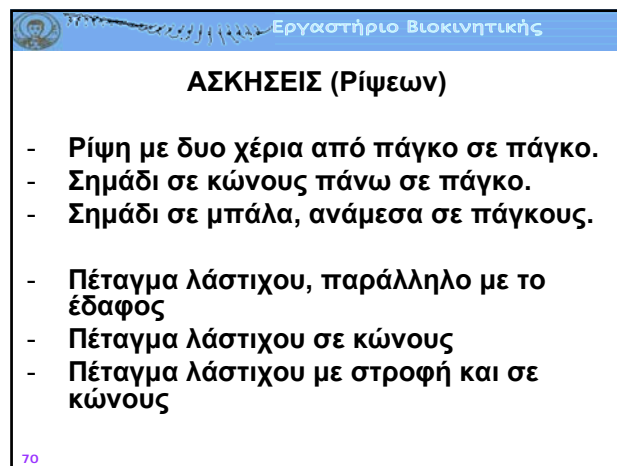 Εργαστήριο Βιοκινητικής
ΑΣΚΗΣΕΙΣ (Ρίψεων)
- Ρίψη με δυο χέρια από πάγκο σε πάγκο.
- Σημάδι σε κώνους πάνω σε πάγκο.
- Σημάδι σε μπάλα, ανάμεσα σε πάγκους.
- Πέταγμα λάστιχου, παράλληλο με το
έδαφος
- Πέταγμα λάστιχου σε κώνους
- Πέταγμα λάστιχου με στροφή και σε
κώνους
70